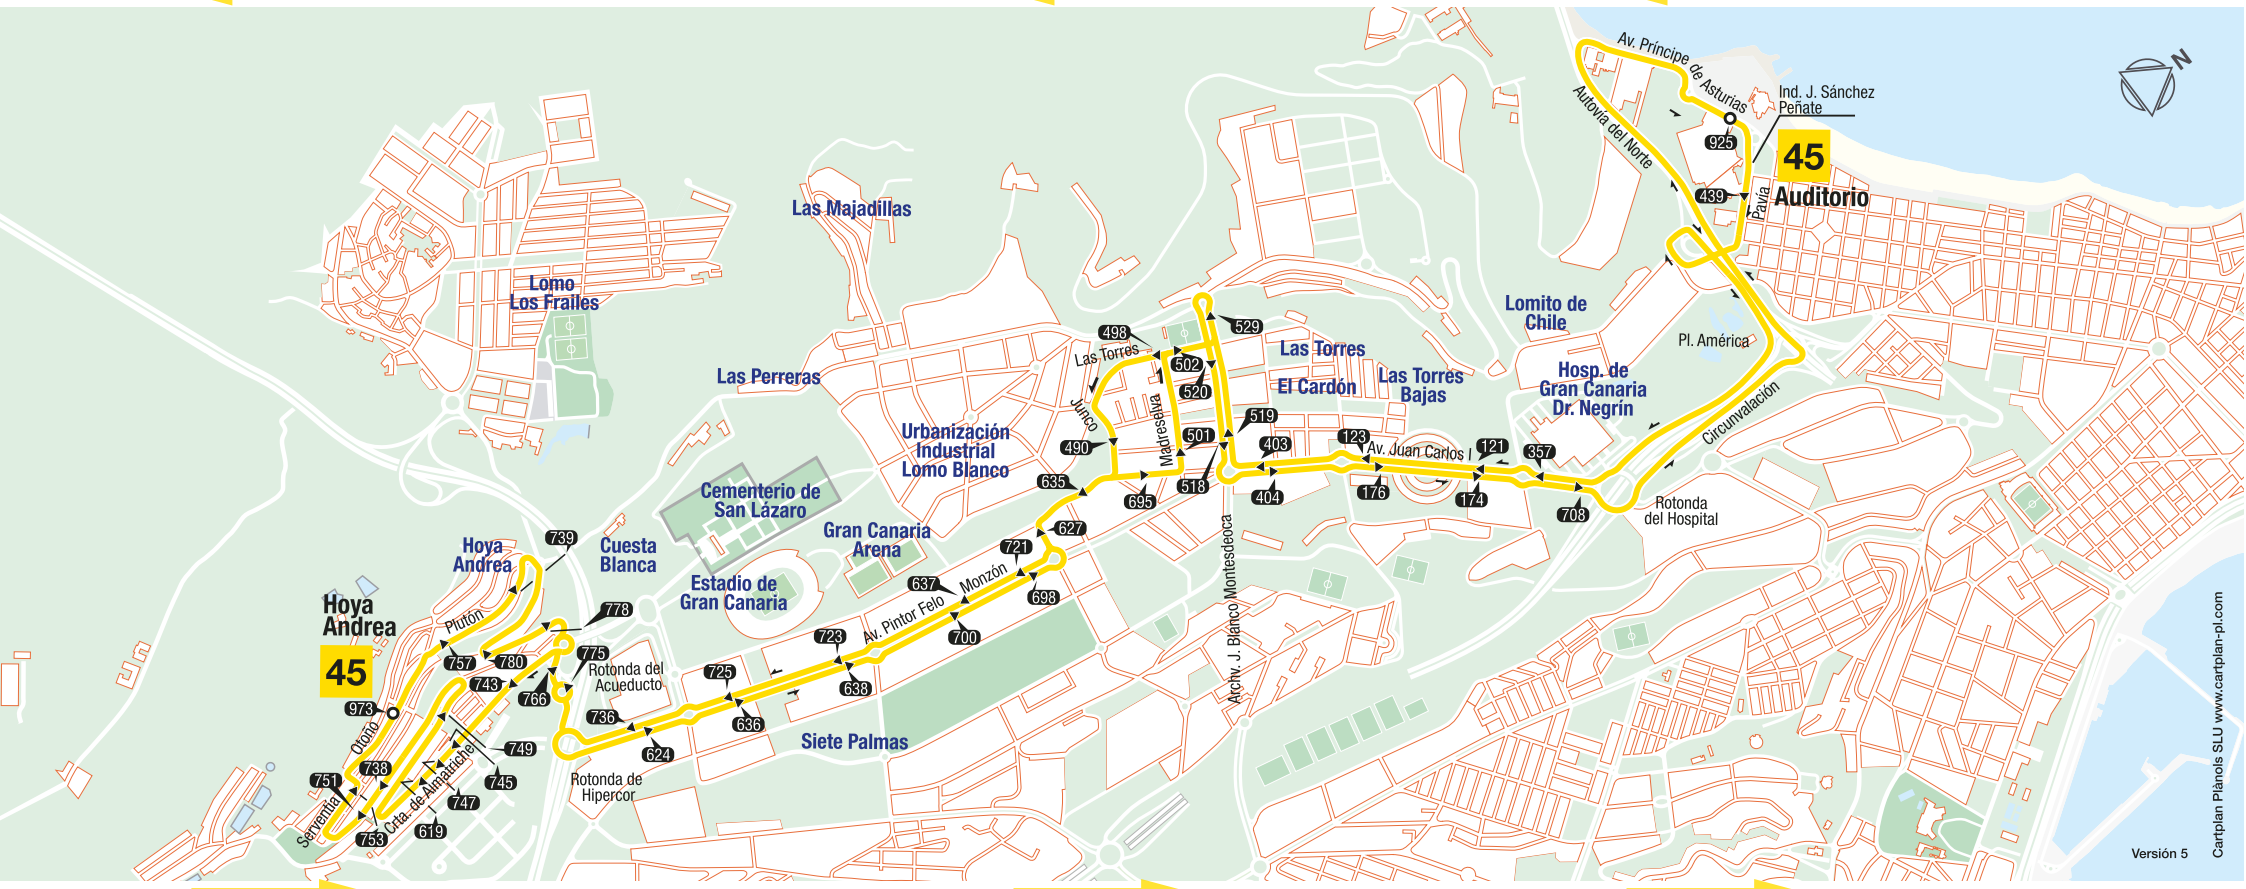 Av. Príncipe de Asturias
N
Ind. J. Sánchez
Peñate
Autovía del Norte
925
45
Auditorio
439
Pavía
Las Majadillas
Lomo
Los Frailes
Lomito de
Chile
Pl. América
498
529
Las Torres
Las Torres
502
520
El Cardón
Las Torres
Bajas
Hosp. de
Gran Canaria
Dr. Negrín
Las Perreras
Junco
Madreselva
Circunvalación
Urbanización
Industrial
Lomo Blanco
490
501
519
403
123
Av. Juan Carlos I
121
357
635
695
518
404
176
174
708
Rotonda
del Hospital
Cementerio de
San Lázaro
Gran Canaria
Arena
627
721
Archv. J. Blanco Montesdeoca
739
Hoya
Andrea
Cuesta
Blanca
Estadio de
Gran Canaria
637
Av. Pintor Felo Monzón
698
700
Hoya
Andrea
45
Plutón
778
757
780
775
Rotonda del
Acueducto
723
743
766
725
638
973
736
636
Otoño
624
Siete Palmas
749
745
738
751
Rotonda de
Hipercor
747
Serventía
Crta. de Almatriche
753
619
Versión 5
Cartplan Plànols SLU www.cartplan-pl.com